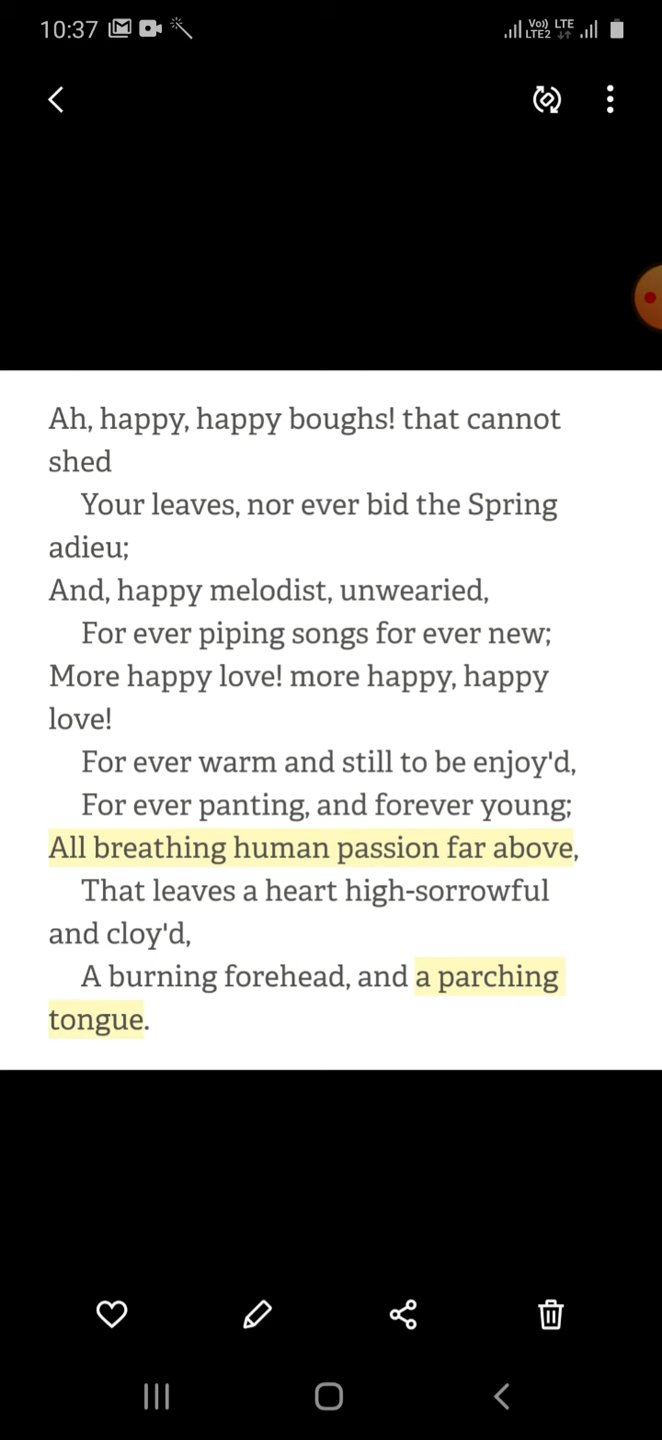 10:37 Vo) LTE
LTE2
Ah, happy, happy boughs! that cannot
shed
Your leaves, nor ever bid the Spring
adieu;
And, happy melodist, unwearied,
For ever piping songs for ever new;
More happy love! more happy, happy
love!
For ever warm and still to be enjoy'd,
For ever panting, and forever young;
All breathing human passion far above,
That leaves a heart high-sorrowful
and cloy'd,
A burning forehead, and a parching
tongue.